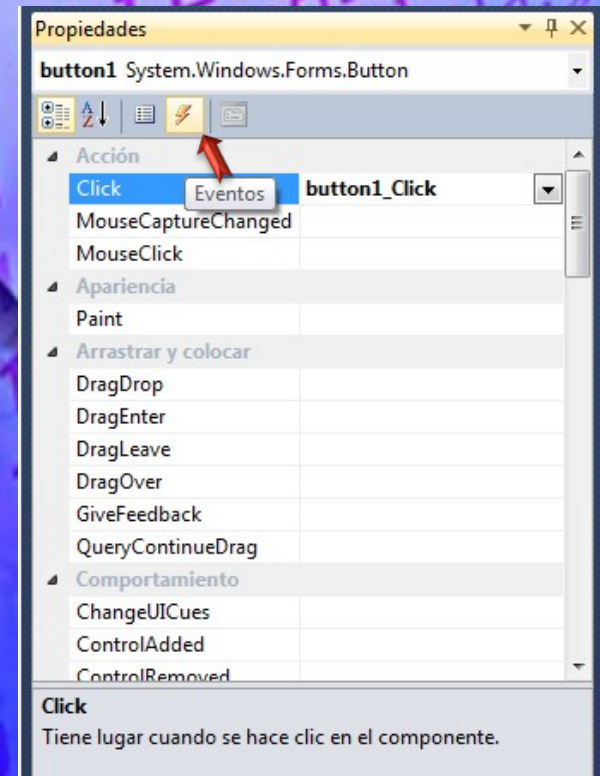 Propiedades
button1 System.Windows.Forms.Button
Acción
Click button1_Click
Eventos
MouseCaptureChanged
MouseClick
Apariencia
Paint
Arrastrar y colocar
DragDrop
DragEnter
DragLeave
DragOver
GiveFeedback
QueryContinueDrag
Comportamiento
ChangeUICues
ControlAdded
ControlRemoved
Click
Tiene lugar cuando se hace clic en el componente.